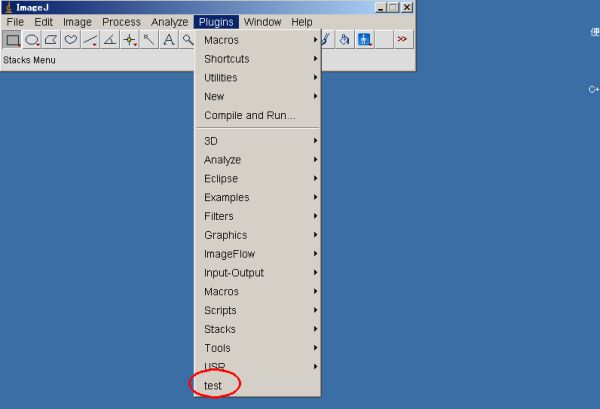 ImageJ
File Edit Image Process Analyze Plugins Window Help
>>
Stacks Menu
Macros
Shortcuts
Utilities
New
Compile and Run...
3D
Analyze
Eclipse
Examples
Filters
Graphics
ImageFlow
Input-Output
Macros
Scripts
Stacks
Tools
USR
test
便
C+